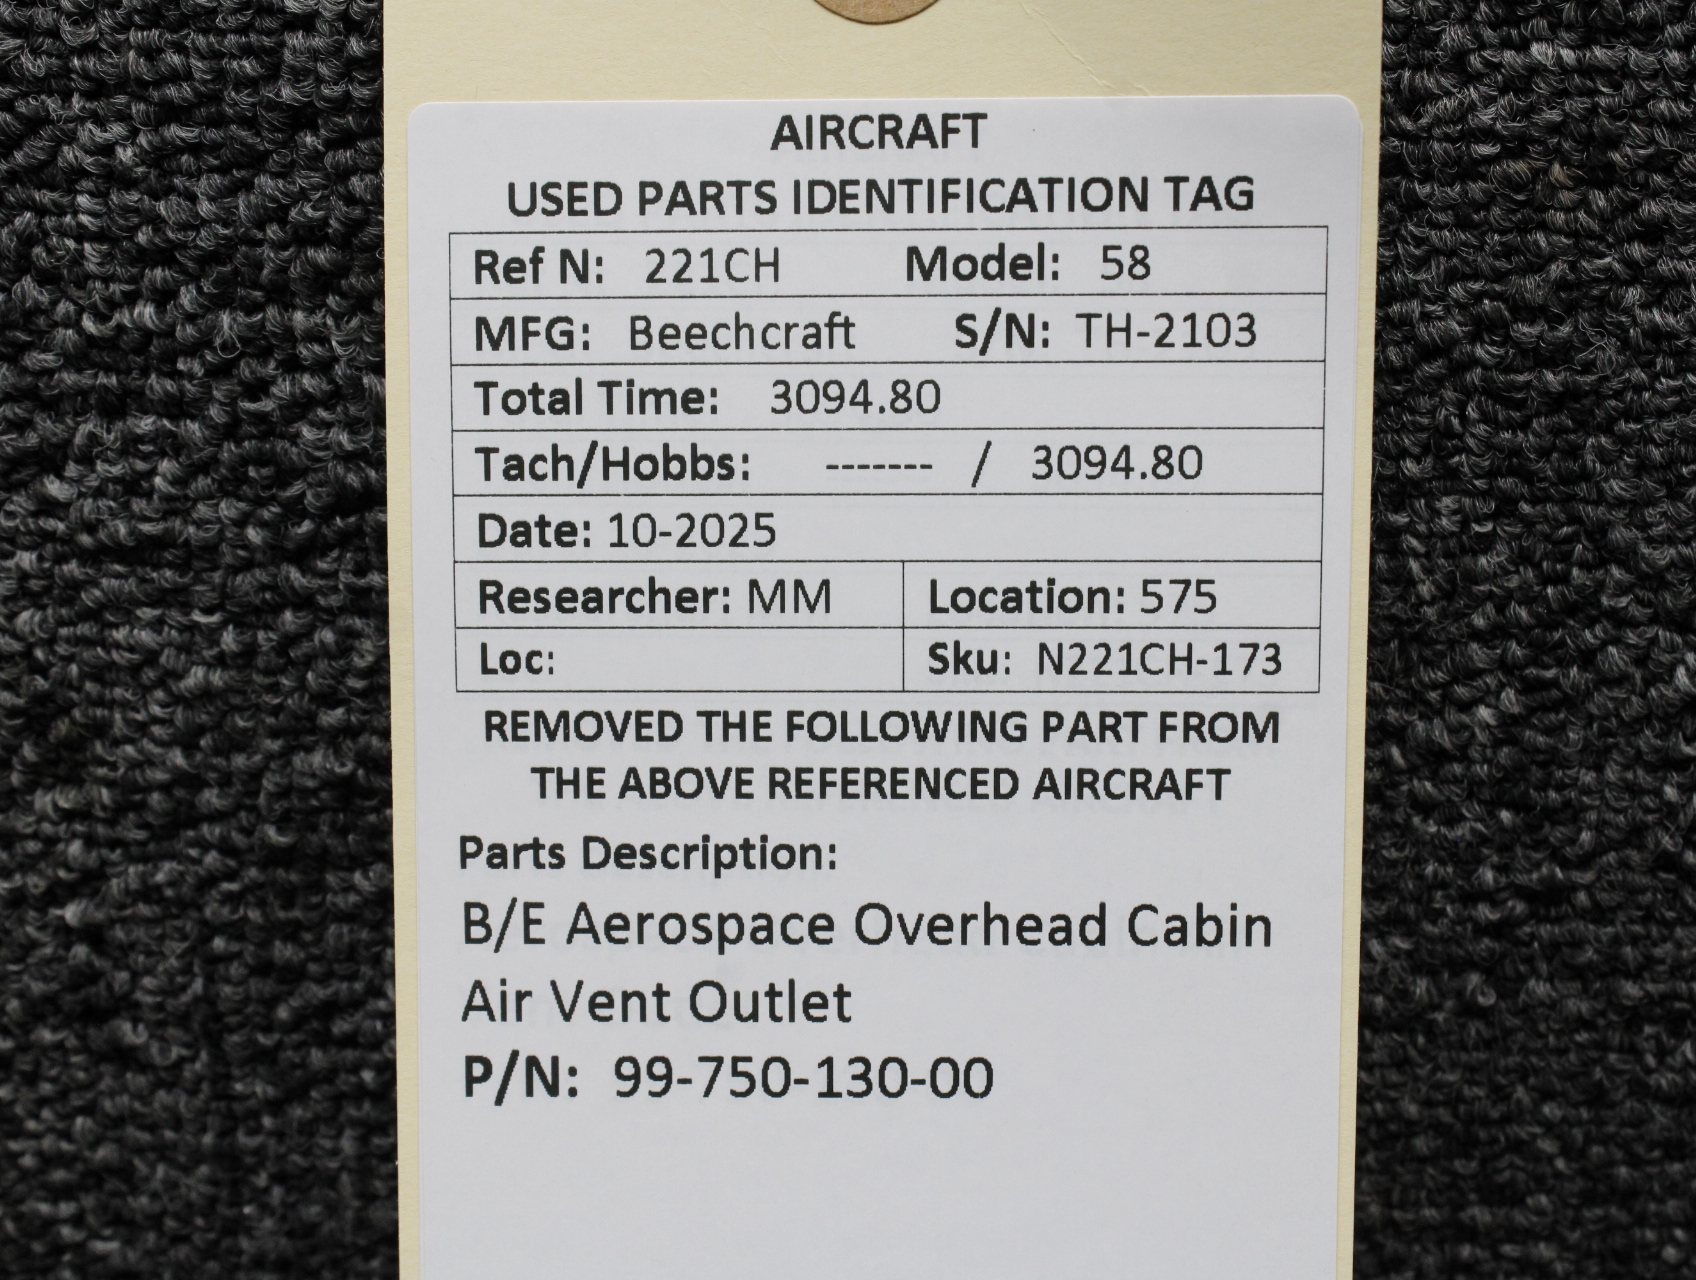 AIRCRAFT
USED PARTS IDENTIFICATION TAG
Ref N: 221CH Model: 58
MFG: Beechcraft S/N: TH-2103
Total Time: 3094.80
Tach/Hobbs: ------- / 3094.80
Date: 10-2025
Researcher: MM Location: 575
Loc: Sku: N221CH-173
REMOVED THE FOLLOWING PART FROM
THE ABOVE REFERENCED AIRCRAFT
Parts Description:
B/E Aerospace Overhead Cabin
Air Vent Outlet
P/N: 99-750-130-00